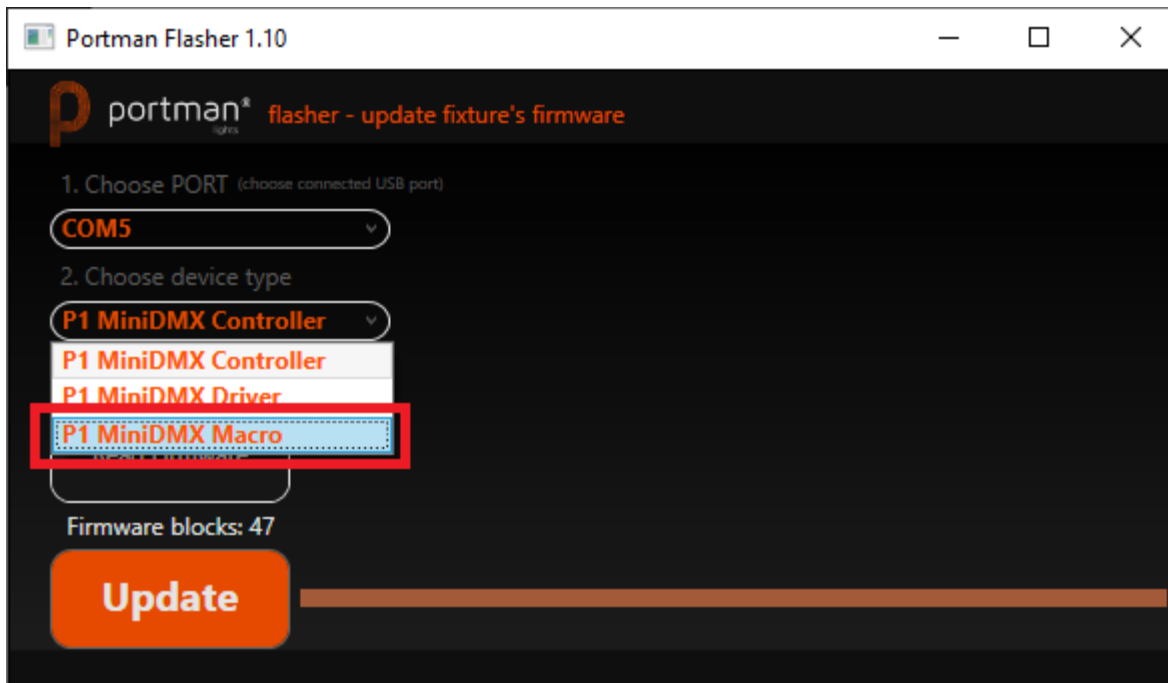 Portman Flasher 1.10
portman® flasher - update fixture's firmware
lights
1. Choose PORT (choose connected USB port)
COM5
2. Choose device type
P1 MiniDMX Controller
P1 MiniDMX Controller
P1 MiniDMX Driver
P1 MiniDMX Macro
Firmware blocks: 47
Update